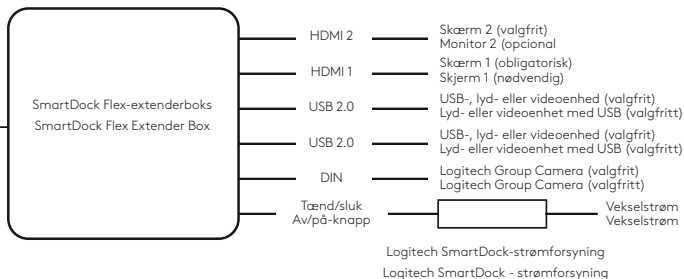 SmartDock Flex-extenderboks
SmartDock Flex Extender Box
HDMI 2
Skærm 2 (valgfrit)
Monitor 2 (opcional
HDMI 1
Skærm 1 (obligatorisk)
Skjerm 1 (nødvendig)
USB 2.0
USB-, lyd- eller videoenhed (valgfrit)
Lyd- eller videoenhet med USB (valgfritt)
USB 2.0
USB-, lyd- eller videoenhed (valgfrit)
Lyd- eller videoenhet med USB (valgfritt)
DIN
Logitech Group Camera (valgfrit)
Logitech Group Camera (valgfritt)
Tænd/sluk
Av/på-knapp
Vekselstrøm
Vekselstrøm
Logitech SmartDock-strømforsyning
Logitech SmartDock - strømforsyning